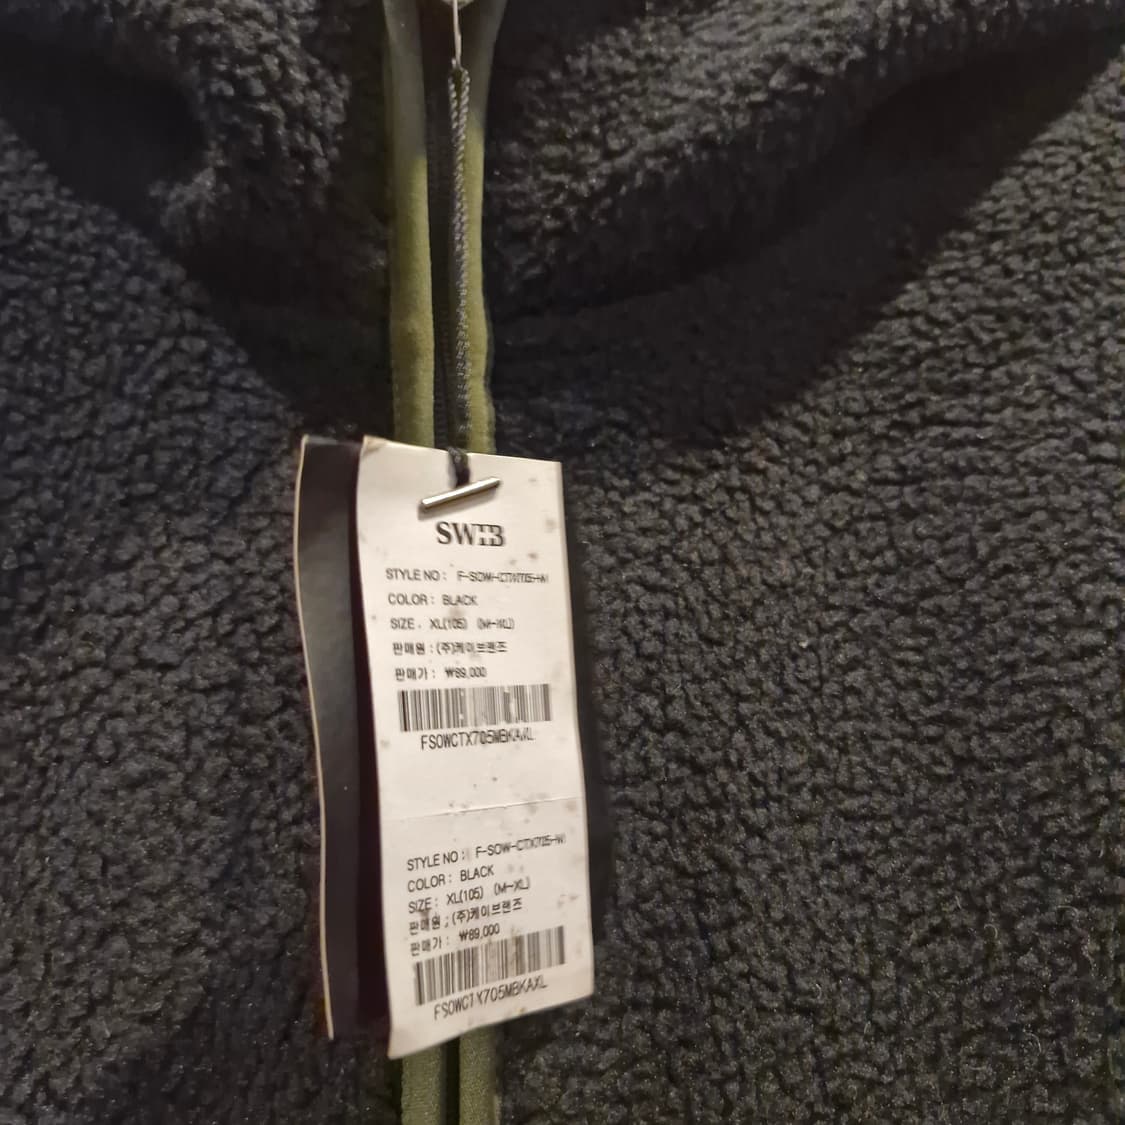 SWIB
STYLE NO : F-SOW-CTX705-M
COLOR : BLACK
SIZE . XL(105) (M-XL)
판매원 : (주)케이브랜즈
판매가 : ₩89,000
FSOWCTX705MBKAXL
STYLE NO : F-SOW-CTX705-M
COLOR : BLACK
SIZE : XL(105) (M-XL)
판매원 : (주)케이브랜즈
판매가 : ₩89,000
FSOWCTX705MBKAXL